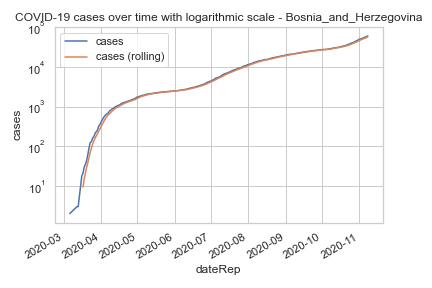 COVID-19 cases over time with logarithmic scale - Bosnia_and_Herzegovina
cases
cases (rolling)
10^5
10^4
10^3
10^2
10^1
cases
2020-03
2020-04
2020-05
2020-06
2020-07
2020-08
2020-09
2020-10
2020-11
dateRep